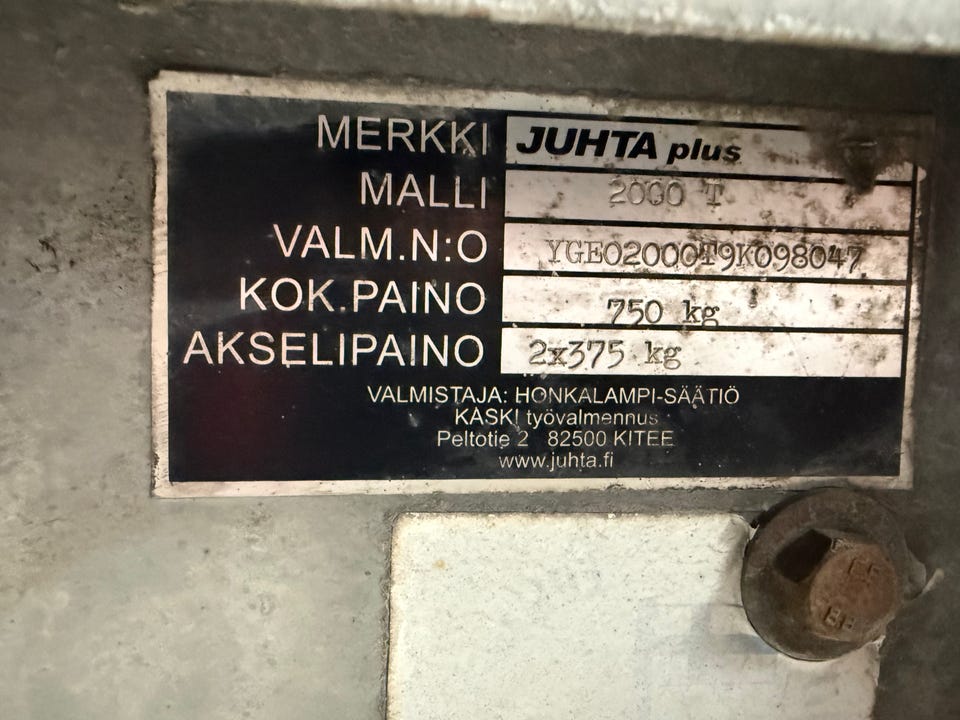 MERKKI JUHTA plus
MALLI 2000 T
VALM.N:O YGE02000T9K098047
KOK.PAINO 750 kg
AKSELIPAINO 2x375 kg
VALMISTAJA: HONKALAMPI-SÄÄTIÖ
KASKI työvalmennus
Peltotie 2 82500 KITEE
www.juhta.fi